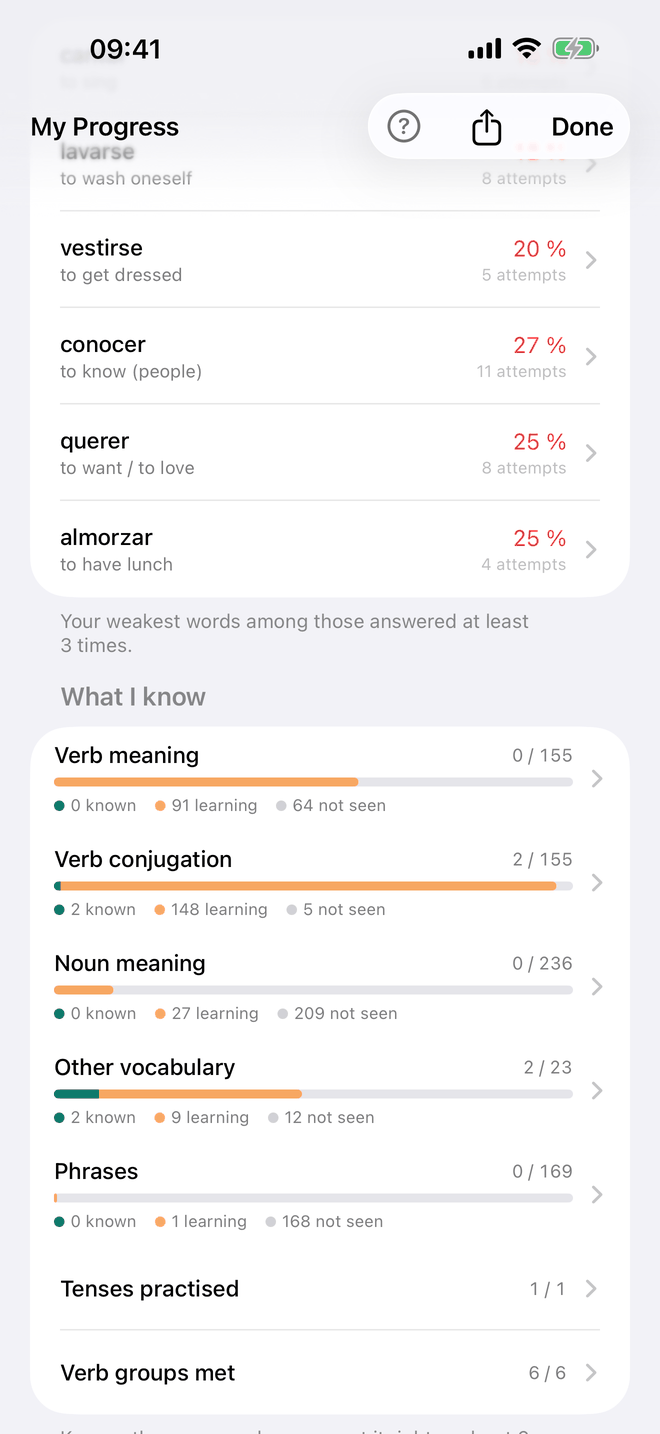 09:41
My Progress
?
Done
lavarse
to wash oneself
8 attempts
vestirse
20 %
to get dressed
5 attempts
conocer
27 %
to know (people)
11 attempts
querer
25 %
to want / to love
8 attempts
almorzar
25 %
to have lunch
4 attempts
Your weakest words among those answered at least
3 times.
What I know
Verb meaning
0 / 155
0 known 91 learning 64 not seen
Verb conjugation
2 / 155
2 known 148 learning 5 not seen
Noun meaning
0 / 236
0 known 27 learning 209 not seen
Other vocabulary
2 / 23
2 known 9 learning 12 not seen
Phrases
0 / 169
0 known 1 learning 168 not seen
Tenses practised
1 / 1
Verb groups met
6 / 6